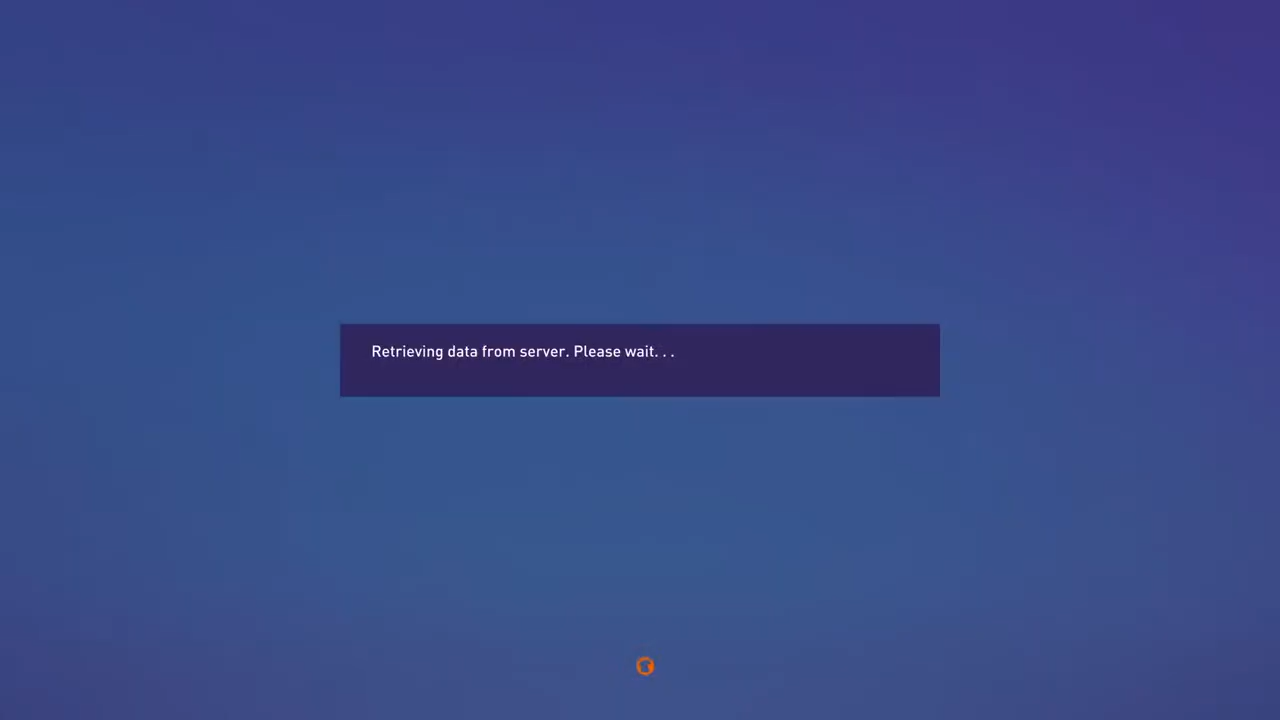 Retrieving data from server. Please wait. . .